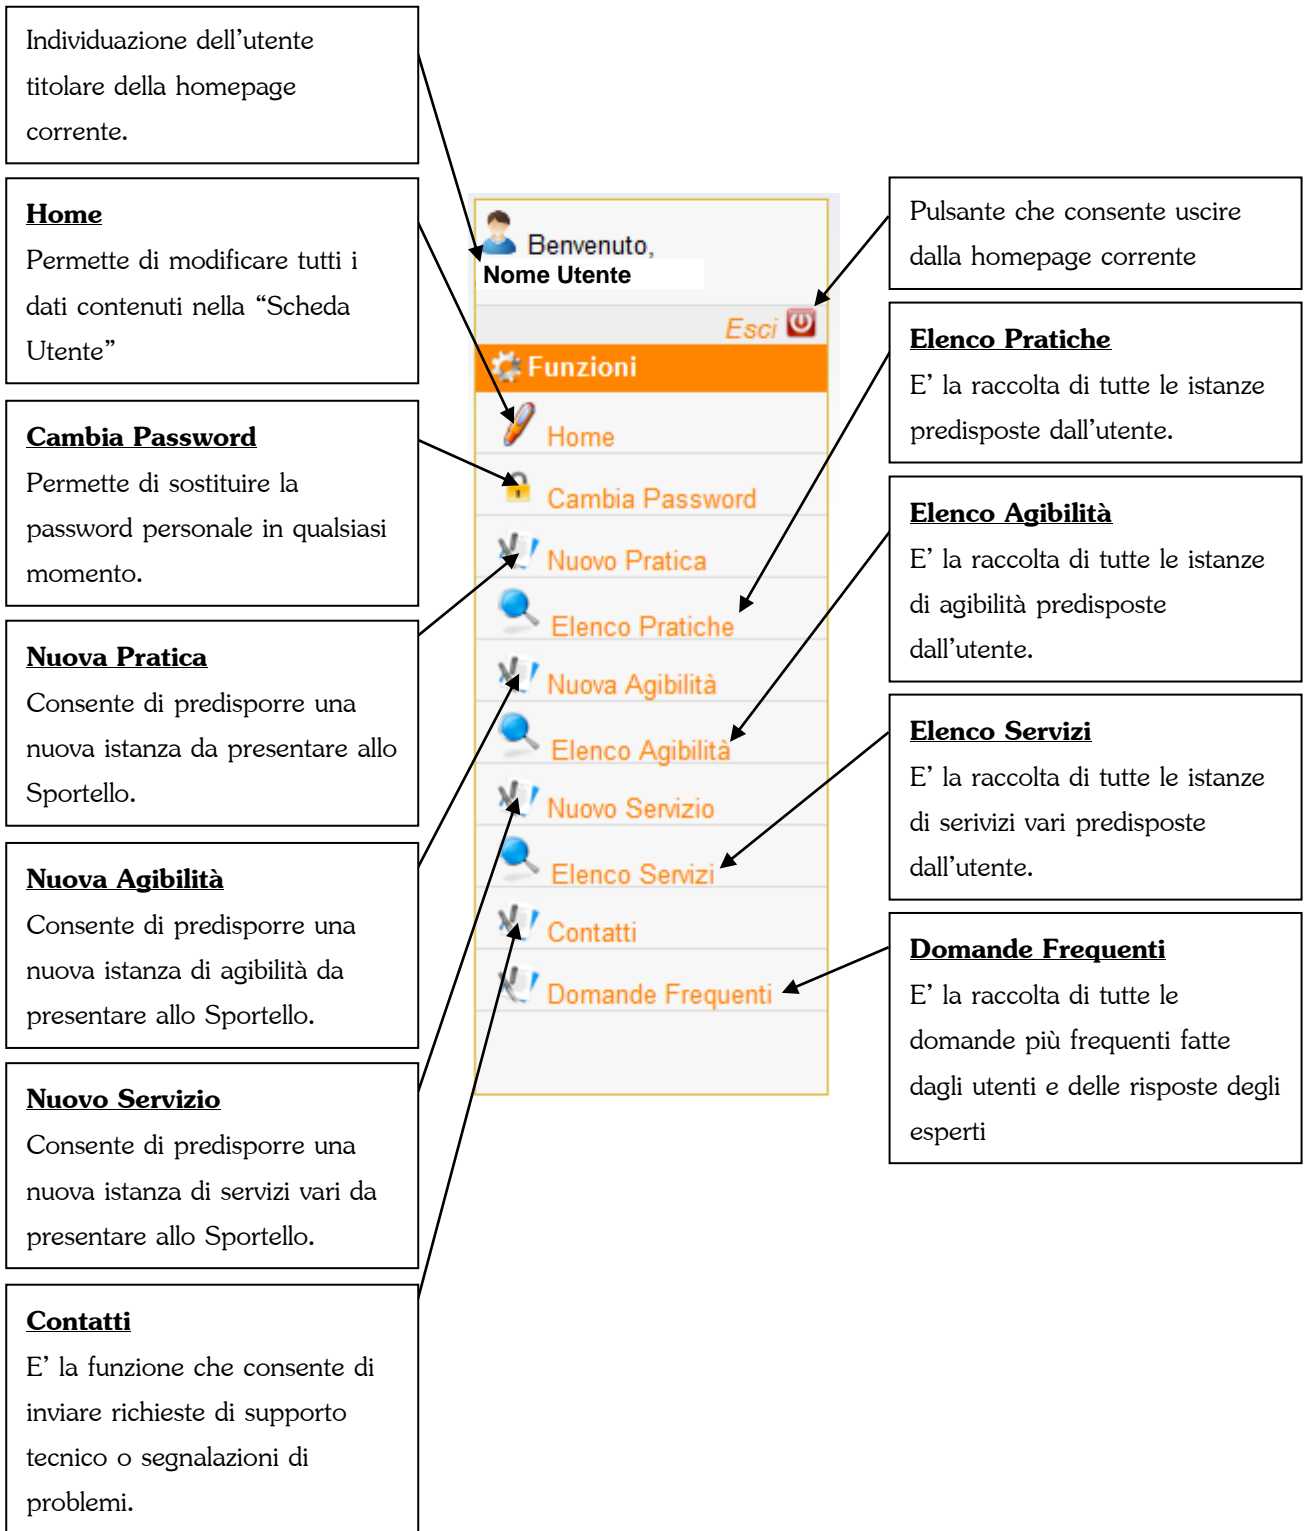 Individuazione dell’utente
titolare della homepage
corrente.
Home
Permette di modificare tutti i
dati contenuti nella “Scheda
Utente”
Cambia Password
Permette di sostituire la
password personale in qualsiasi
momento.
Nuova Pratica
Consente di predisporre una
nuova istanza da presentare allo
Sportello.
Nuova Agibilità
Consente di predisporre una
nuova istanza di agibilità da
presentare allo Sportello.
Nuovo Servizio
Consente di predisporre una
nuova istanza di servizi vari da
presentare allo Sportello.
Contatti
E’ la funzione che consente di
inviare richieste di supporto
tecnico o segnalazioni di
problemi.
Benvenuto,
Nome Utente
Esci
Funzioni
Home
Cambia Password
Nuovo Pratica
Elenco Pratiche
Nuova Agibilità
Elenco Agibilità
Nuovo Servizio
Elenco Servizi
Contatti
Domande Frequenti
Pulsante che consente uscire
dalla homepage corrente
Elenco Pratiche
E’ la raccolta di tutte le istanze
predisposte dall’utente.
Elenco Agibilità
E’ la raccolta di tutte le istanze
di agibilità predisposte
dall’utente.
Elenco Servizi
E’ la raccolta di tutte le istanze
di serivizi vari predisposte
dall’utente.
Domande Frequenti
E’ la raccolta di tutte le
domande più frequenti fatte
dagli utenti e delle risposte degli
esperti